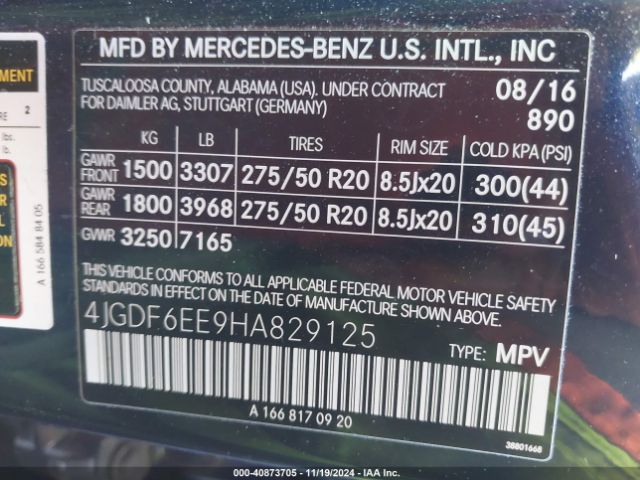 MFD BY MERCEDES-BENZ U.S. INTL., INC
TUSCALOOSA COUNTY, ALABAMA (USA). UNDER CONTRACT
FOR DAIMLER AG, STUTTGART (GERMANY)
08/16
890
KG LB TIRES RIM SIZE COLD KPA(PSI)
GAWR FRONT 1500 3307 275/50 R20 8.5Jx20 300(44)
GAWR REAR 1800 3968 275/50 R20 8.5Jx20 310(45)
GVWR 3250 7165
THIS VEHICLE CONFORMS TO ALL APPLICABLE FEDERAL MOTOR VEHICLE SAFETY
STANDARDS IN EFFECT ON THE DATE OF MANUFACTURE SHOWN ABOVE.
4JGDF6EE9HA829125
TYPE: MPV
A 166 817 09 20
38801668
MENT
RE 2
lbs.
lb.
S
ON
A 166 584 84 05
000-40873705 - 11/19/2024 - IAA Inc.